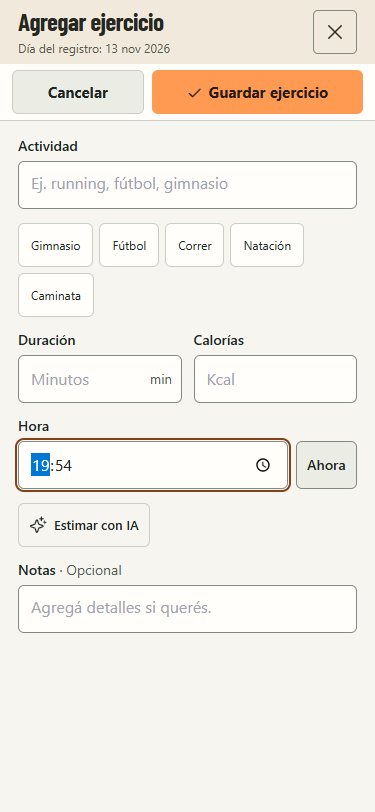 Agregar ejercicio
Día del registro: 13 nov 2026
Cancelar
Guardar ejercicio
Actividad
Ej. running, fútbol, gimnasio
Gimnasio
Fútbol
Correr
Natación
Caminata
Duración
Calorías
Minutos
min
Kcal
Hora
19:54
Ahora
Estimar con IA
Notas · Opcional
Agregá detalles si querés.